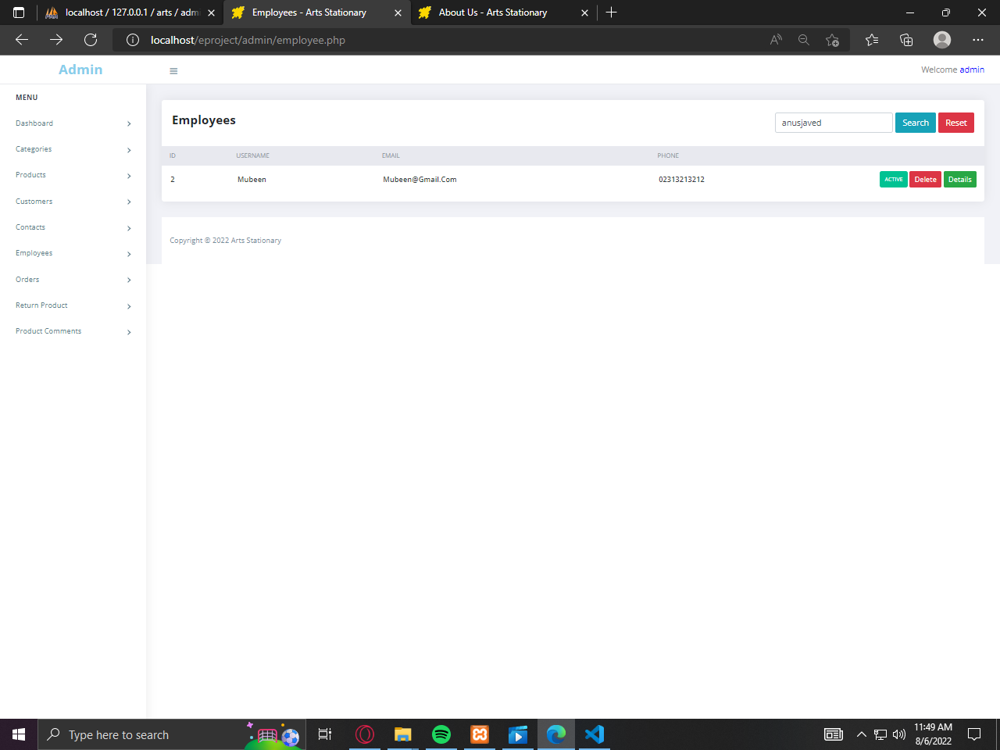 localhost / 127.0.0.1 / arts / admi
Employees - Arts Stationary
About Us - Arts Stationary
localhost/eproject/admin/employee.php
Admin
Welcome admin
MENU
Dashboard
Categories
Products
Customers
Contacts
Employees
Orders
Return Product
Product Comments
Employees
anusjaved
Search
Reset
ID USERNAME EMAIL PHONE
2 Mubeen Mubeen@Gmail.Com 02313213212 ACTIVE Delete Details
Copyright © 2022 Arts Stationary
Type here to search
11:49 AM
8/6/2022